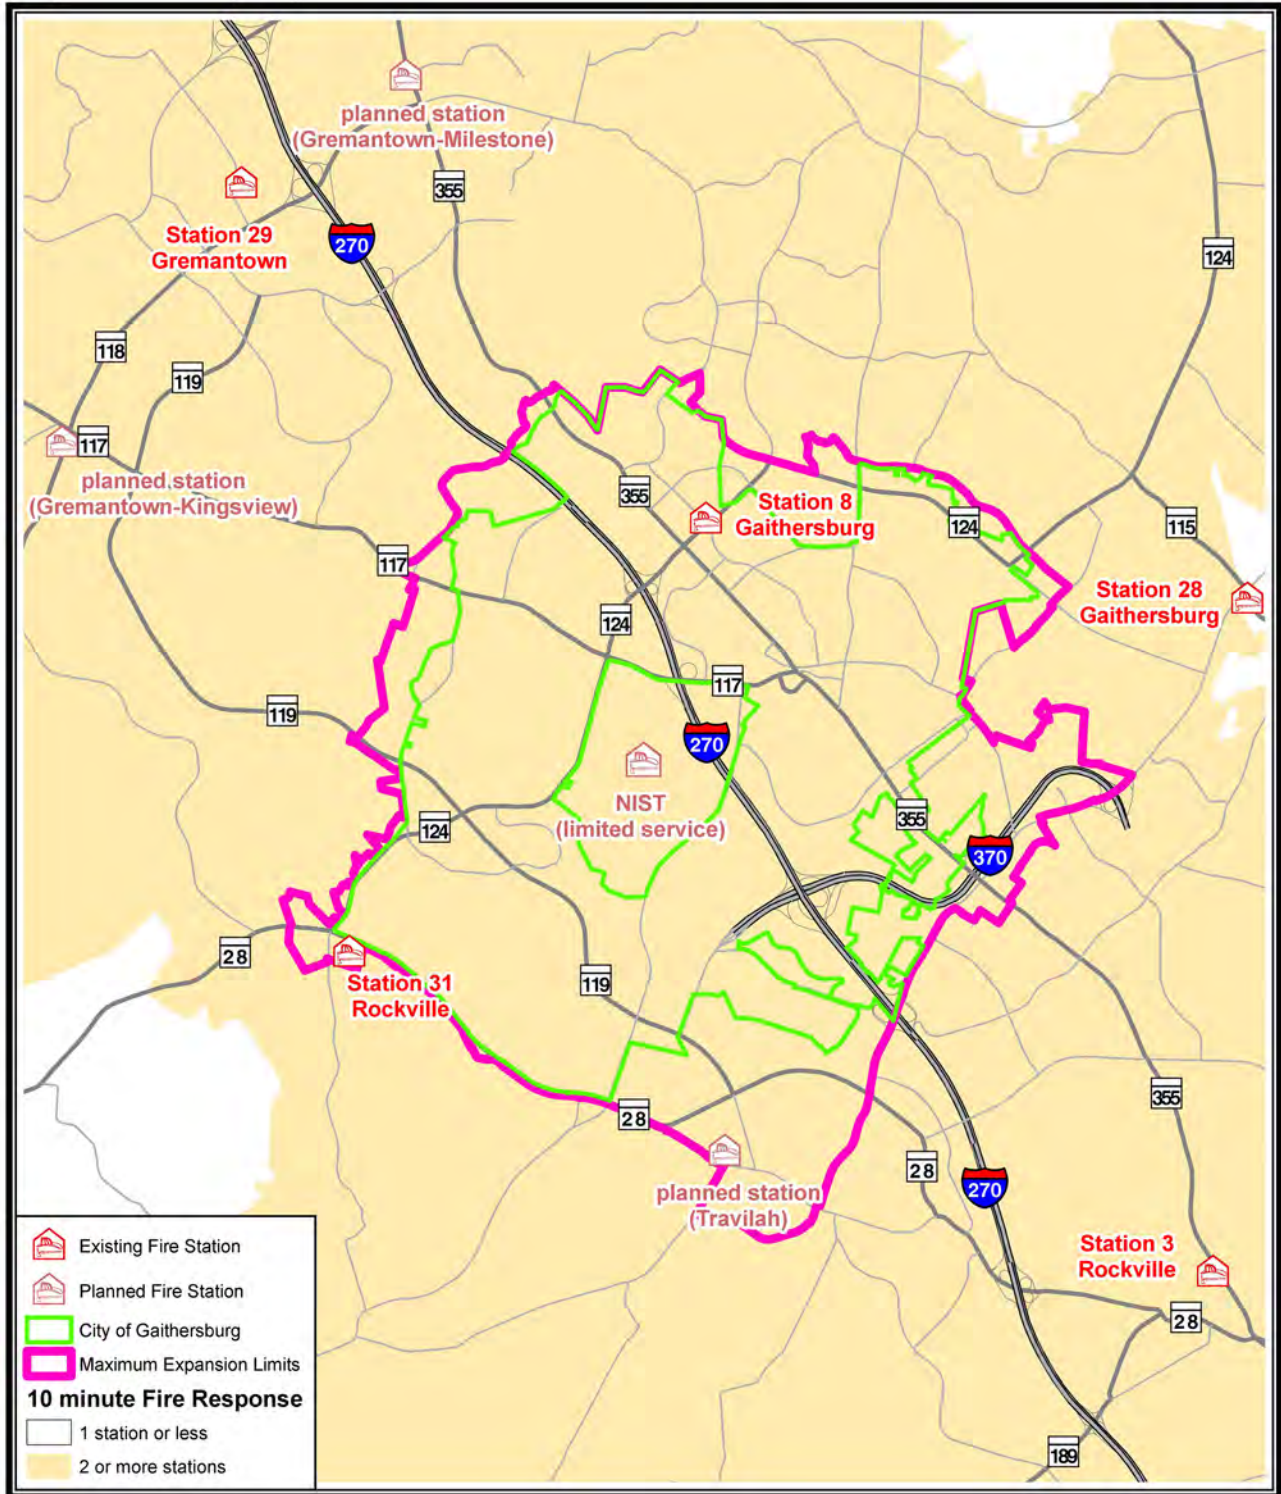 planned station
(Gremantown-Milestone)
355
Station 29
Gremantown
270
124
118
119
117
planned station
(Gremantown-Kingsview)
355
Station 8
Gaithersburg
124
115
117
Station 28
Gaithersburg
124
117
119
270
NIST
(limited service)
124
355
370
28
Station 31
Rockville
119
355
28
28
270
planned station
(Travilah)
Station 3
Rockville
28
189
Existing Fire Station
Planned Fire Station
City of Gaithersburg
Maximum Expansion Limits
10 minute Fire Response
1 station or less
2 or more stations